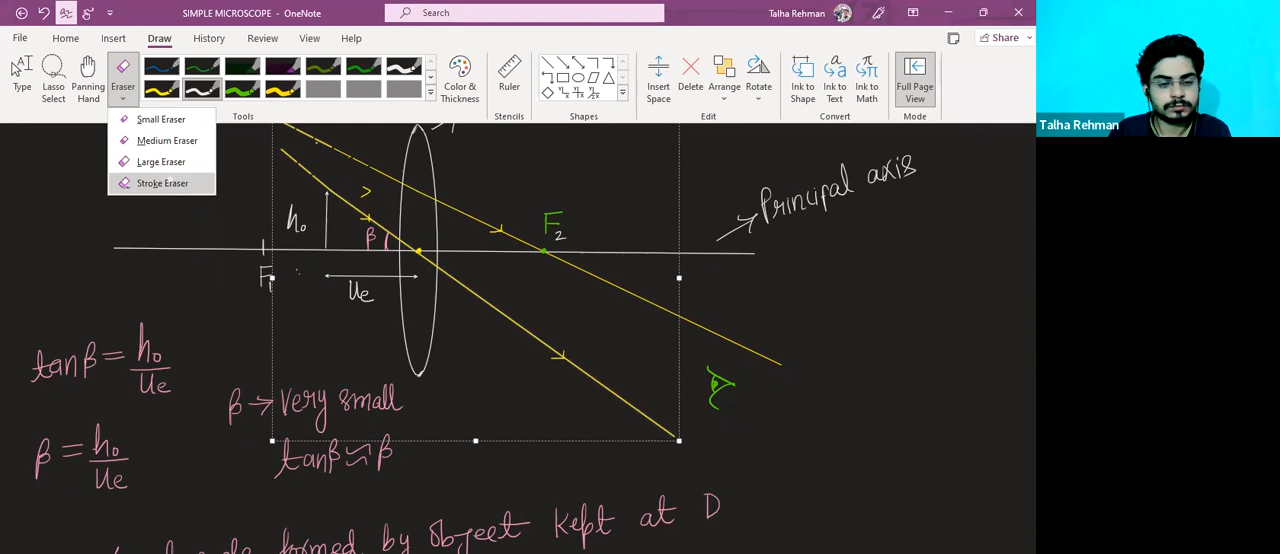 SIMPLE MICROSCOPE - OneNote
Search
Talha Rehman
File Home Insert Draw History Review View Help
Share
Type
Lasso Select
Panning Hand
Eraser
Color & Thickness
Ruler
Insert Space
Delete
Arrange
Rotate
Ink to Shape
Ink to Text
Ink to Math
Full Page View
Tools
Stencils
Shapes
Edit
Convert
Mode
Small Eraser
Medium Eraser
Large Eraser
Stroke Eraser
Talha Rehman
Principal axis
F2
h0
β
F1
Ue
tanβ = h0/Ue
β → Very small
β = h0/Ue
tanβ ≈ β
formed by object kept at D